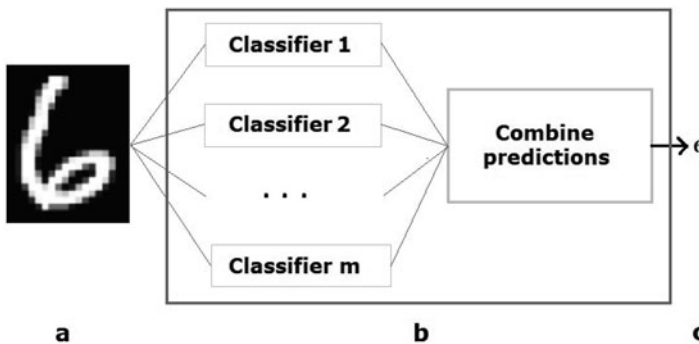 Classifier 1
Classifier 2
. . .
Classifier m
Combine
predictions
a
b